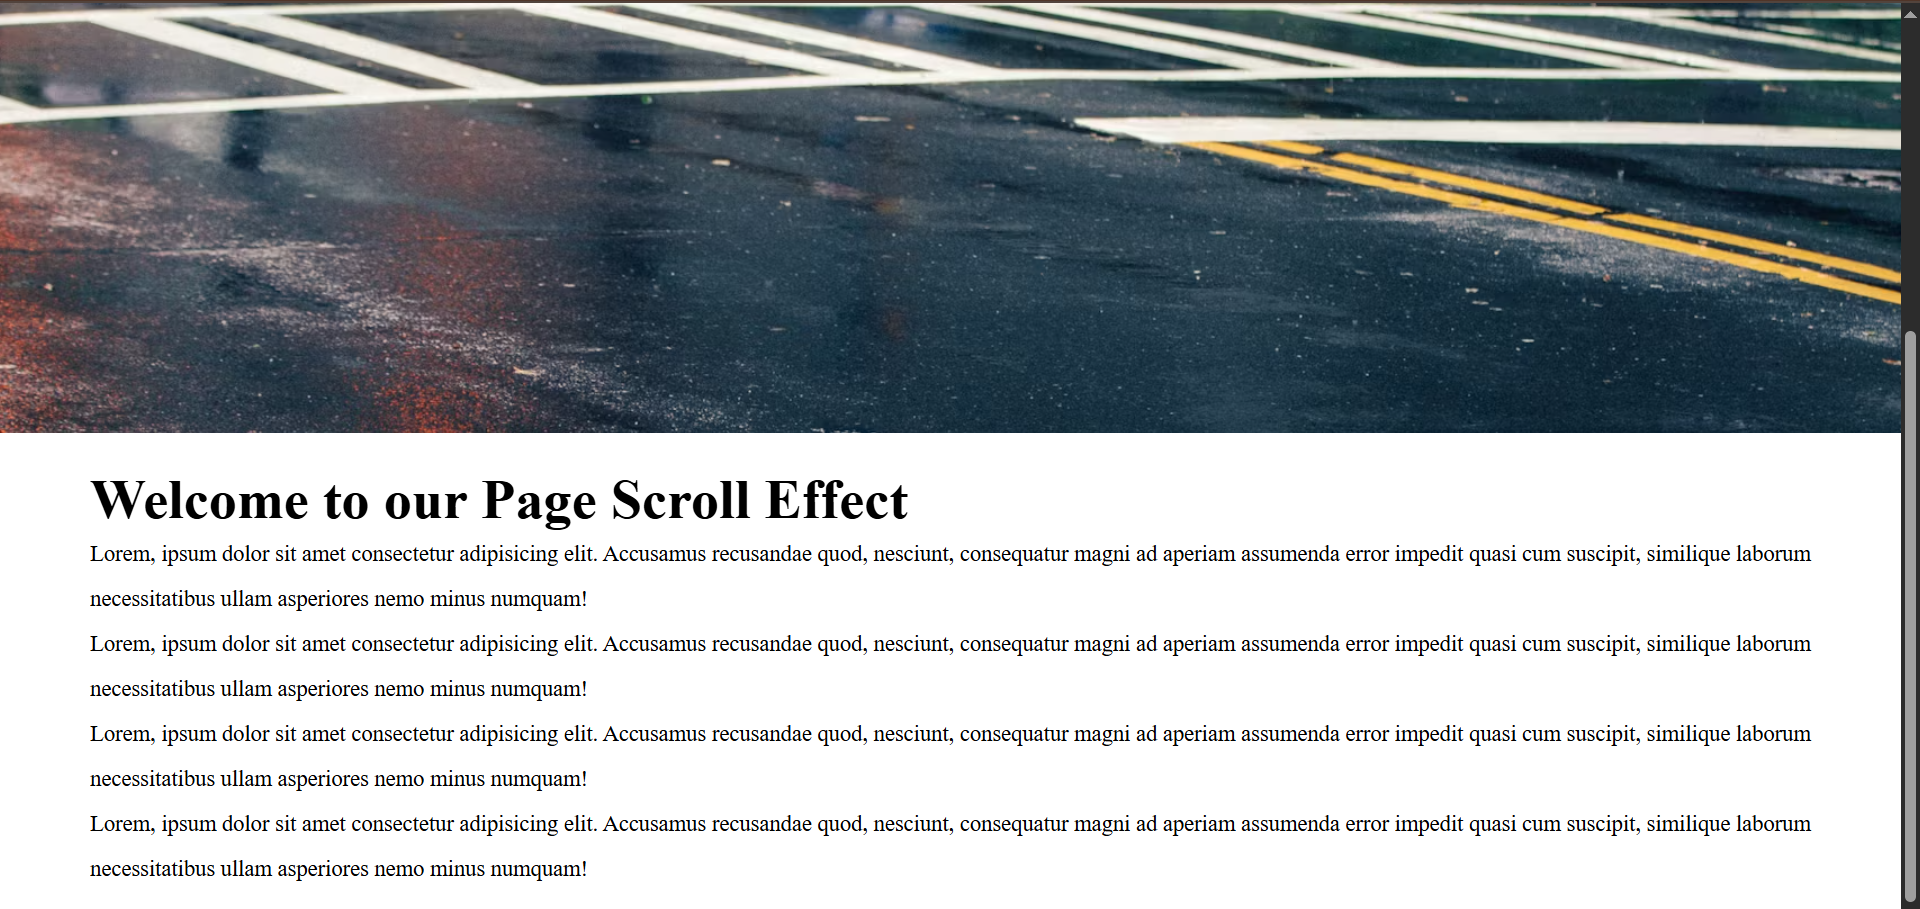 Welcome to our Page Scroll Effect
Lorem, ipsum dolor sit amet consectetur adipisicing elit. Accusamus recusandae quod, nesciunt, consequatur magni ad aperiam assumenda error impedit quasi cum suscipit, similique laborum
necessitatibus ullam asperiores nemo minus numquam!
Lorem, ipsum dolor sit amet consectetur adipisicing elit. Accusamus recusandae quod, nesciunt, consequatur magni ad aperiam assumenda error impedit quasi cum suscipit, similique laborum
necessitatibus ullam asperiores nemo minus numquam!
Lorem, ipsum dolor sit amet consectetur adipisicing elit. Accusamus recusandae quod, nesciunt, consequatur magni ad aperiam assumenda error impedit quasi cum suscipit, similique laborum
necessitatibus ullam asperiores nemo minus numquam!
Lorem, ipsum dolor sit amet consectetur adipisicing elit. Accusamus recusandae quod, nesciunt, consequatur magni ad aperiam assumenda error impedit quasi cum suscipit, similique laborum
necessitatibus ullam asperiores nemo minus numquam!